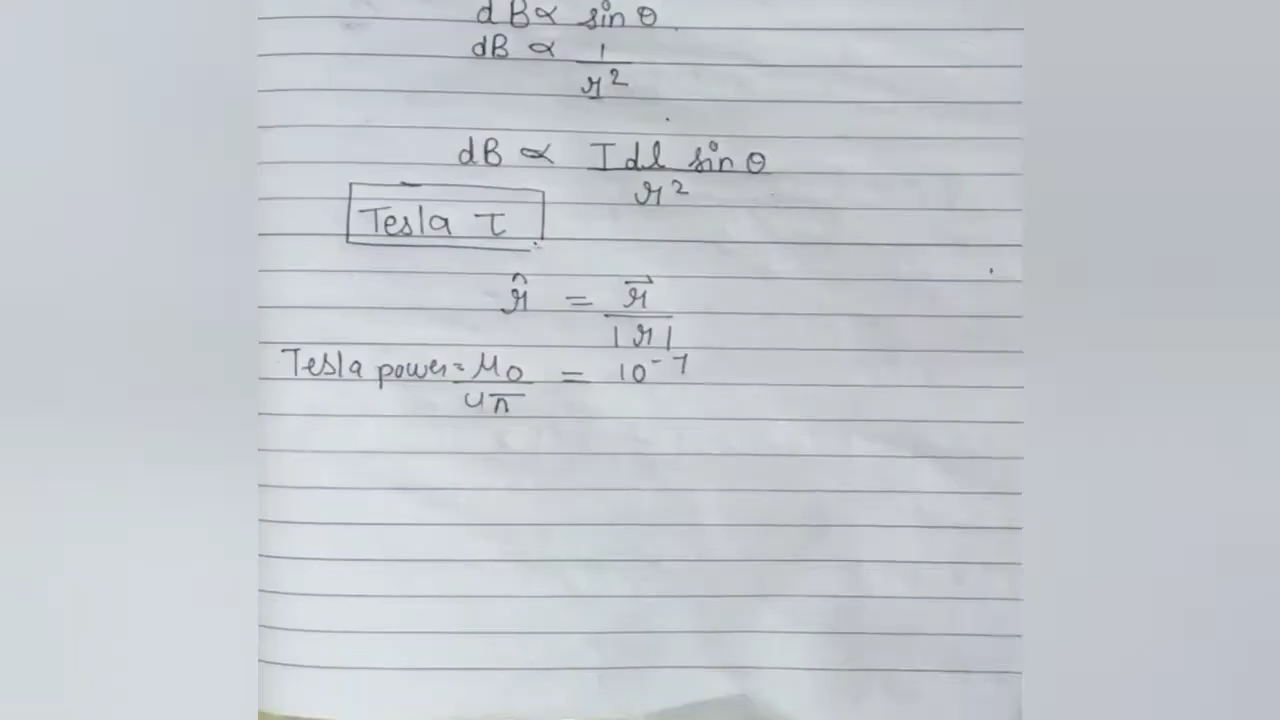 dB ∝ sin θ
dB ∝ 1/r²
dB ∝ I dl sin θ / r²
Tesla T
r̂ = r⃗ / |r|
Tesla power = μ0/4π = 10⁻⁷